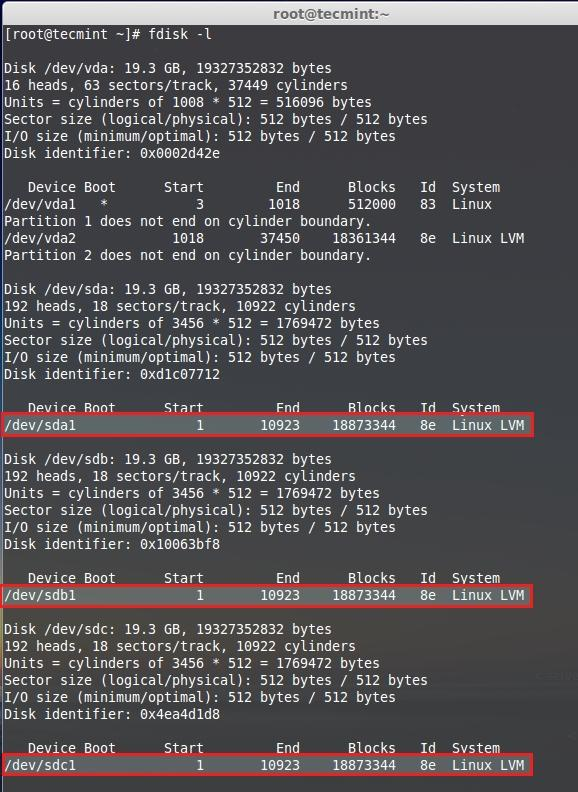 root@tecmint:~
[root@tecmint ~]# fdisk -l
Disk /dev/vda: 19.3 GB, 19327352832 bytes
16 heads, 63 sectors/track, 37449 cylinders
Units = cylinders of 1008 * 512 = 516096 bytes
Sector size (logical/physical): 512 bytes / 512 bytes
I/O size (minimum/optimal): 512 bytes / 512 bytes
Disk identifier: 0x0002d42e
Device Boot Start End Blocks Id System
/dev/vda1 * 3 1018 512000 83 Linux
Partition 1 does not end on cylinder boundary.
/dev/vda2 1018 37450 18361344 8e Linux LVM
Partition 2 does not end on cylinder boundary.
Disk /dev/sda: 19.3 GB, 19327352832 bytes
192 heads, 18 sectors/track, 10922 cylinders
Units = cylinders of 3456 * 512 = 1769472 bytes
Sector size (logical/physical): 512 bytes / 512 bytes
I/O size (minimum/optimal): 512 bytes / 512 bytes
Disk identifier: 0xd1c07712
Device Boot Start End Blocks Id System
/dev/sda1 1 10923 18873344 8e Linux LVM
Disk /dev/sdb: 19.3 GB, 19327352832 bytes
192 heads, 18 sectors/track, 10922 cylinders
Units = cylinders of 3456 * 512 = 1769472 bytes
Sector size (logical/physical): 512 bytes / 512 bytes
I/O size (minimum/optimal): 512 bytes / 512 bytes
Disk identifier: 0x10063bf8
Device Boot Start End Blocks Id System
/dev/sdb1 1 10923 18873344 8e Linux LVM
Disk /dev/sdc: 19.3 GB, 19327352832 bytes
192 heads, 18 sectors/track, 10922 cylinders
Units = cylinders of 3456 * 512 = 1769472 bytes
Sector size (logical/physical): 512 bytes / 512 bytes
I/O size (minimum/optimal): 512 bytes / 512 bytes
Disk identifier: 0x4ea4d1d8
Device Boot Start End Blocks Id System
/dev/sdc1 1 10923 18873344 8e Linux LVM